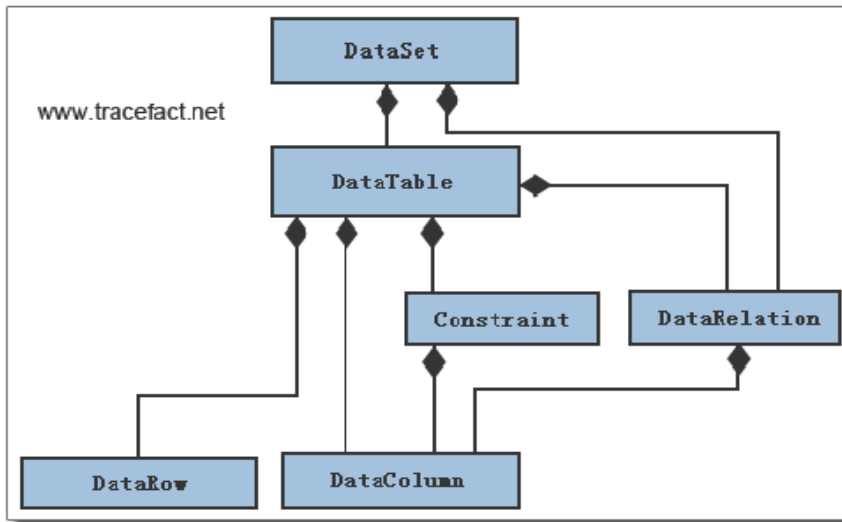 DataSet
www.tracefact.net
DataTable
Constraint
DataRelation
DataRow
DataColumn